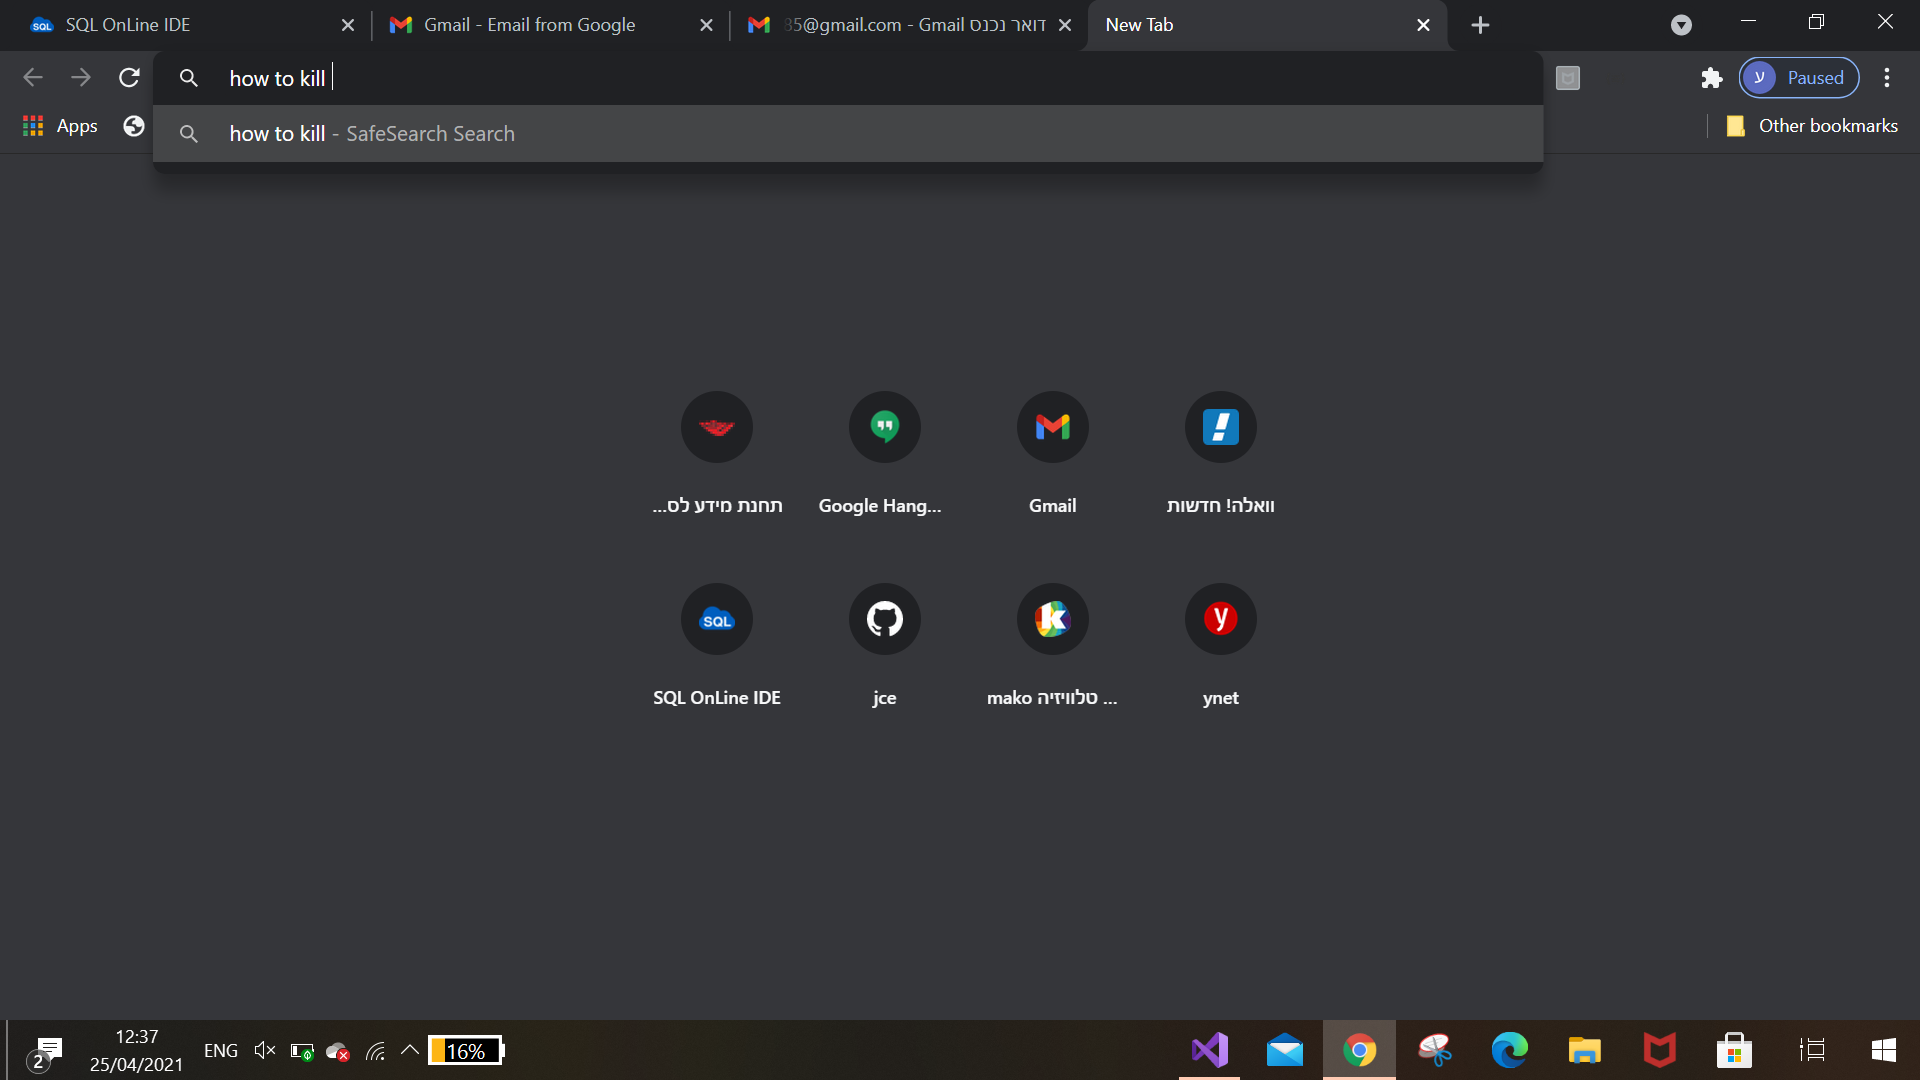 SQL OnLine IDE
Gmail - Email from Google
35@gmail.com - Gmail דואר נכנס
New Tab
how to kill
ע Paused
Apps
how to kill - SafeSearch Search
Other bookmarks
תחנת מידע לס...
Google Hang...
Gmail
וואלה! חדשות
SQL
SQL OnLine IDE
jce
mako טלוויזיה ...
ynet
12:37
2
ENG
16%
25/04/2021